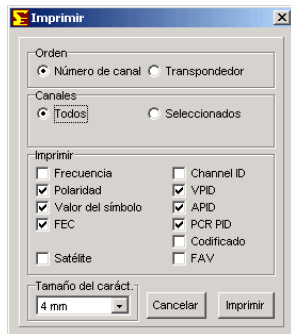 Imprimir
Orden
Número de canal Transpondedor
Canales
Todos Seleccionados
Imprimir
Frecuencia Channel ID
Polaridad VPID
Valor del símbolo APID
FEC PCR PID
Codificado
Satélite FAV
Tamaño del caráct.
4 mm Cancelar Imprimir